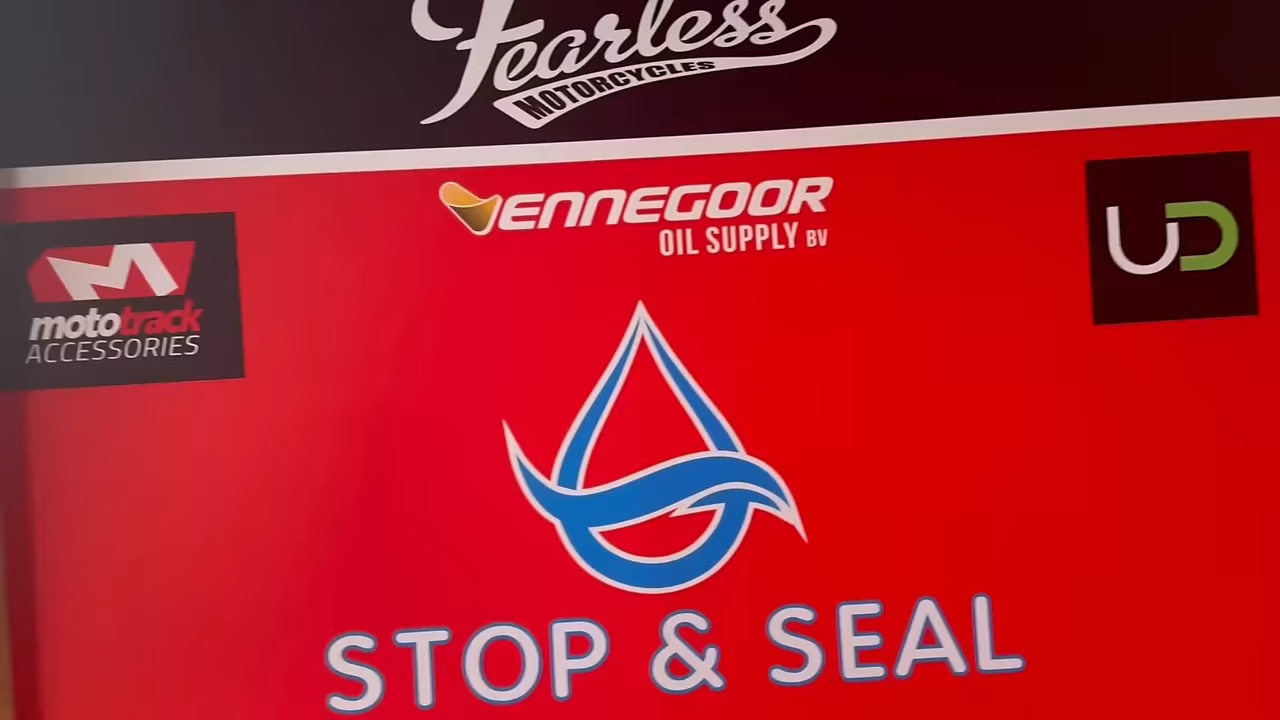 Fearless
MOTORCYCLES
VENNEGOOR
OIL SUPPLY BV
UD
M
mototrack
ACCESSORIES
STOP & SEAL